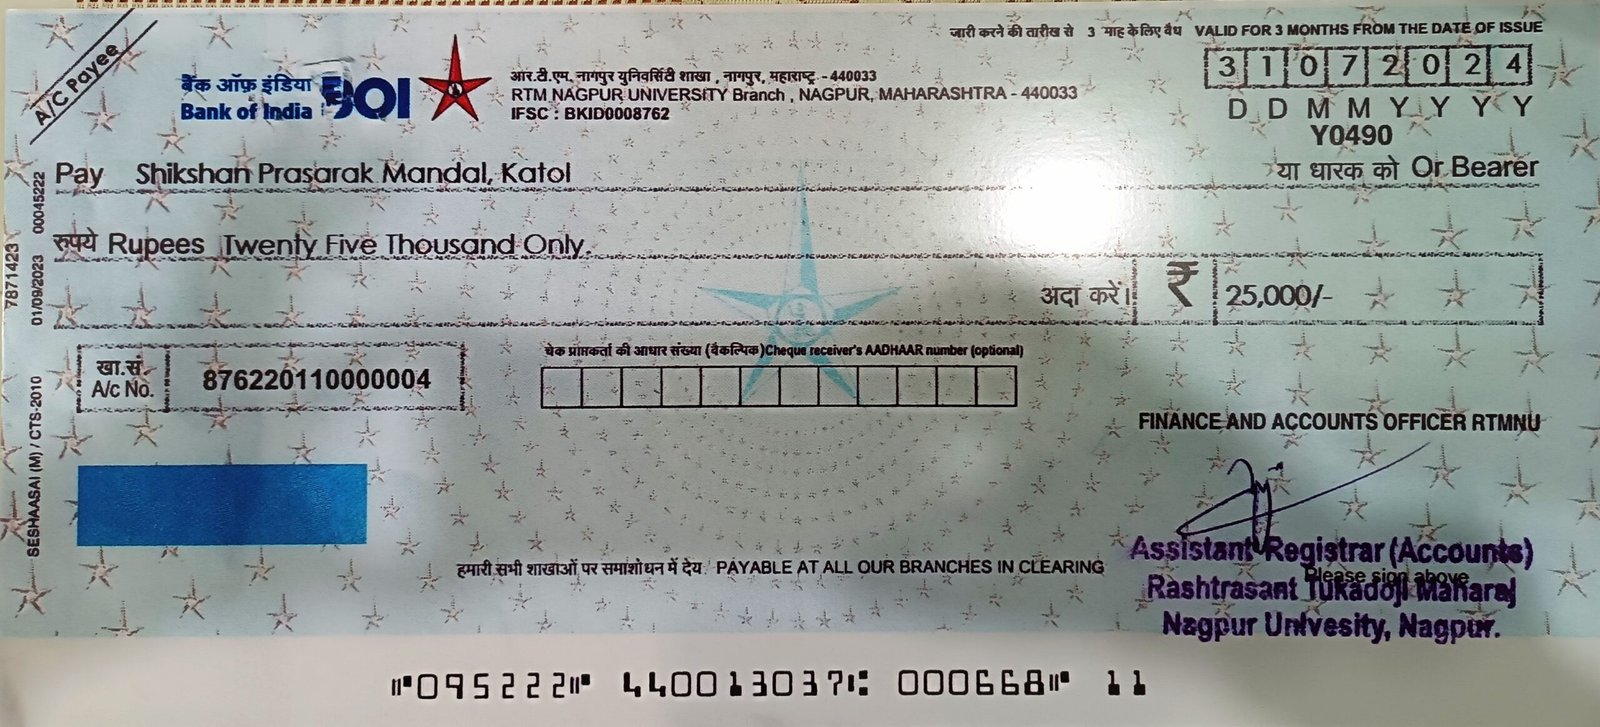 A/C Payee
जारी करने की तारीख से 3 माह के लिए वैध VALID FOR 3 MONTHS FROM THE DATE OF ISSUE
बैंक ऑफ़ इंडिया BOI
Bank of India
आर.टी.एम. नागपुर युनिवर्सिटी शाखा , नागपुर, महाराष्ट्र - 440033
RTM NAGPUR UNIVERSITY Branch , NAGPUR, MAHARASHTRA - 440033
IFSC : BKID0008762
31072024
D D M M Y Y Y Y
Y0490
Pay Shikshan Prasarak Mandal, Katol या धारक को Or Bearer
रुपये Rupees Twenty Five Thousand Only
अदा करें। ₹ 25,000/-
खा.सं.
A/c No. 876220110000004
चेक प्राप्तकर्ता की आधार संख्या (वैकल्पिक)Cheque receiver's AADHAAR number (optional)
FINANCE AND ACCOUNTS OFFICER RTMNU
हमारी सभी शाखाओं पर समाशोधन में देय. PAYABLE AT ALL OUR BRANCHES IN CLEARING
Assistant Registrar (Accounts)
Please sign above
Rashtrasant Tukadoji Maharaj
Nagpur Univesity, Nagpur.
7871423
SESHAASAI (M) / CTS-2010 01/09/2023 00045222
⑈095222⑈ 440013037⑆ 000668⑈ 11